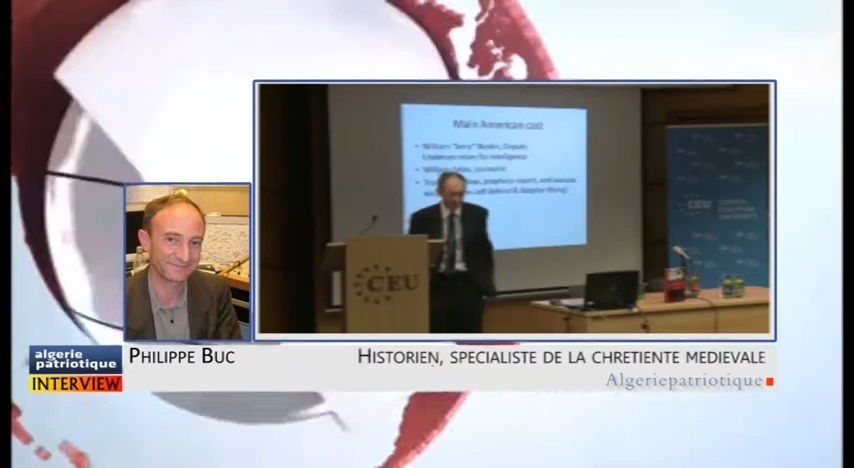 Main American cast
William "Jerry" Boykin, Deputy
Undersecretary for Intelligence
journalist
CEU
CEU
algerie
patriotique
INTERVIEW
PHILIPPE BUC
HISTORIEN, SPECIALISTE DE LA CHRETIENTE MEDIEVALE
Algeriepatriotique